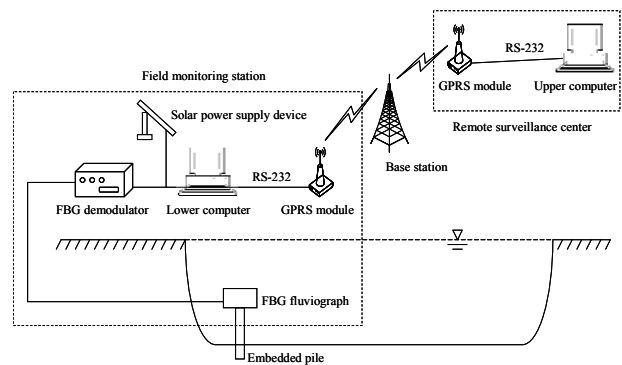 RS-232
GPRS module
Upper computer
Remote surveillance center
Field monitoring station
Solar power supply device
Base station
RS-232
FBG demodulator
Lower computer
GPRS module
FBG fluviograph
Embedded pile